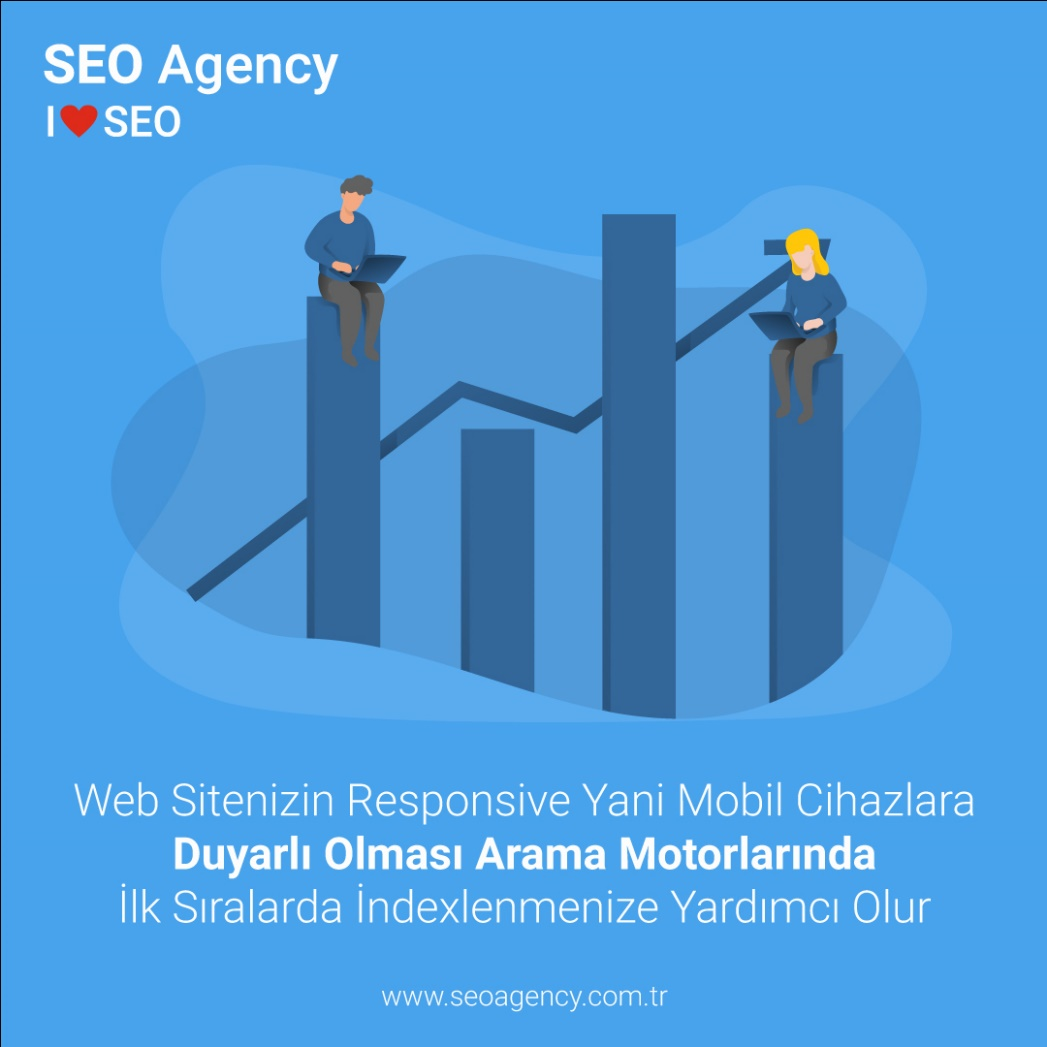 SEO Agency
I❤SEO
Web Sitenizin Responsive Yani Mobil Cihazlara
Duyarlı Olması Arama Motorlarında
İlk Sıralarda İndexlenmenize Yardımcı Olur
www.seoagency.com.tr